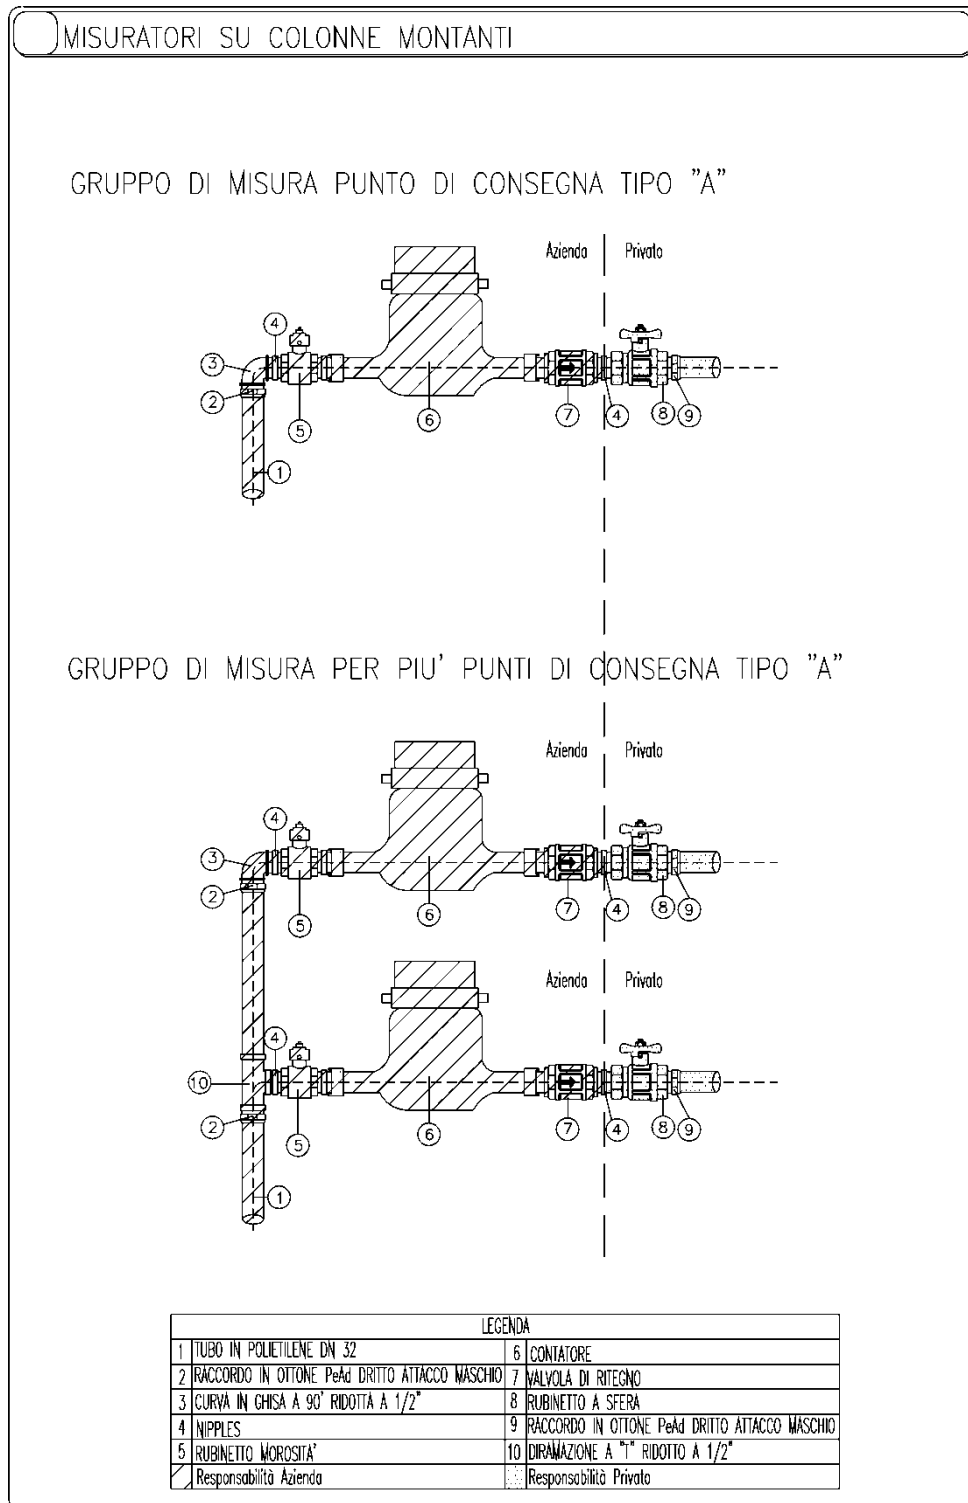 MISURATORI SU COLONNE MONTANTI
GRUPPO DI MISURA PUNTO DI CONSEGNA TIPO "A"
Azienda Privato
4
3
2
5
6
7
4
8
9
1
GRUPPO DI MISURA PER PIU' PUNTI DI CONSEGNA TIPO "A"
Azienda Privato
4
3
2
5
6
7
4
8
9
Azienda Privato
4
10
2
5
6
7
4
8
9
1
LEGENDA
1 TUBO IN POLIETILENE DN 32 6 CONTATORE
2 RACCORDO IN OTTONE PeAd DRITTO ATTACCO MASCHIO 7 VALVOLA DI RITEGNO
3 CURVA IN GHISA A 90° RIDOTTA A 1/2" 8 RUBINETTO A SFERA
4 NIPPLES 9 RACCORDO IN OTTONE PeAd DRITTO ATTACCO MASCHIO
5 RUBINETTO MOROSITA' 10 DIRAMAZIONE A "T" RIDOTTO A 1/2"
Responsabilità Azienda Responsabilità Privato